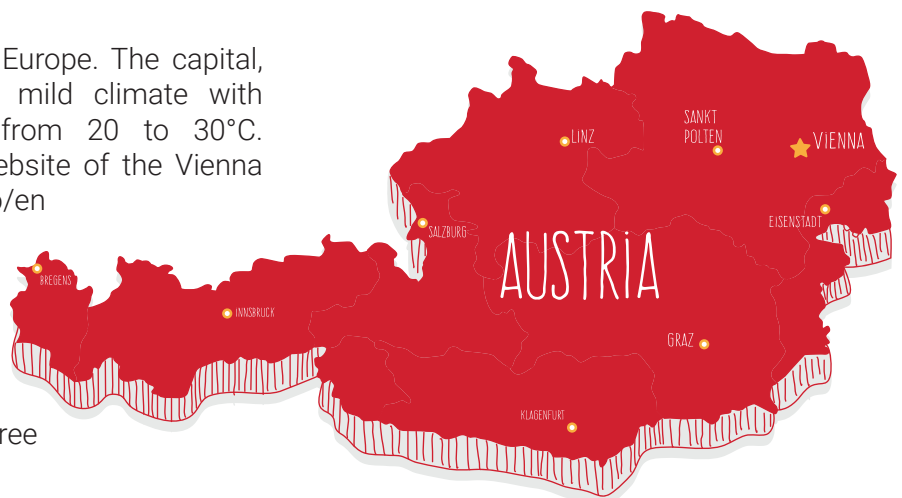 Europe. The capital,
mild climate with
from 20 to 30°C.
ebsite of the Vienna
/en
ree
LINZ
SANKT
POLTEN
VIENNA
SALZBURG
EISENSTADT
AUSTRiA
BREGENS
INNSBRUCK
GRAZ
KLAGENFURT